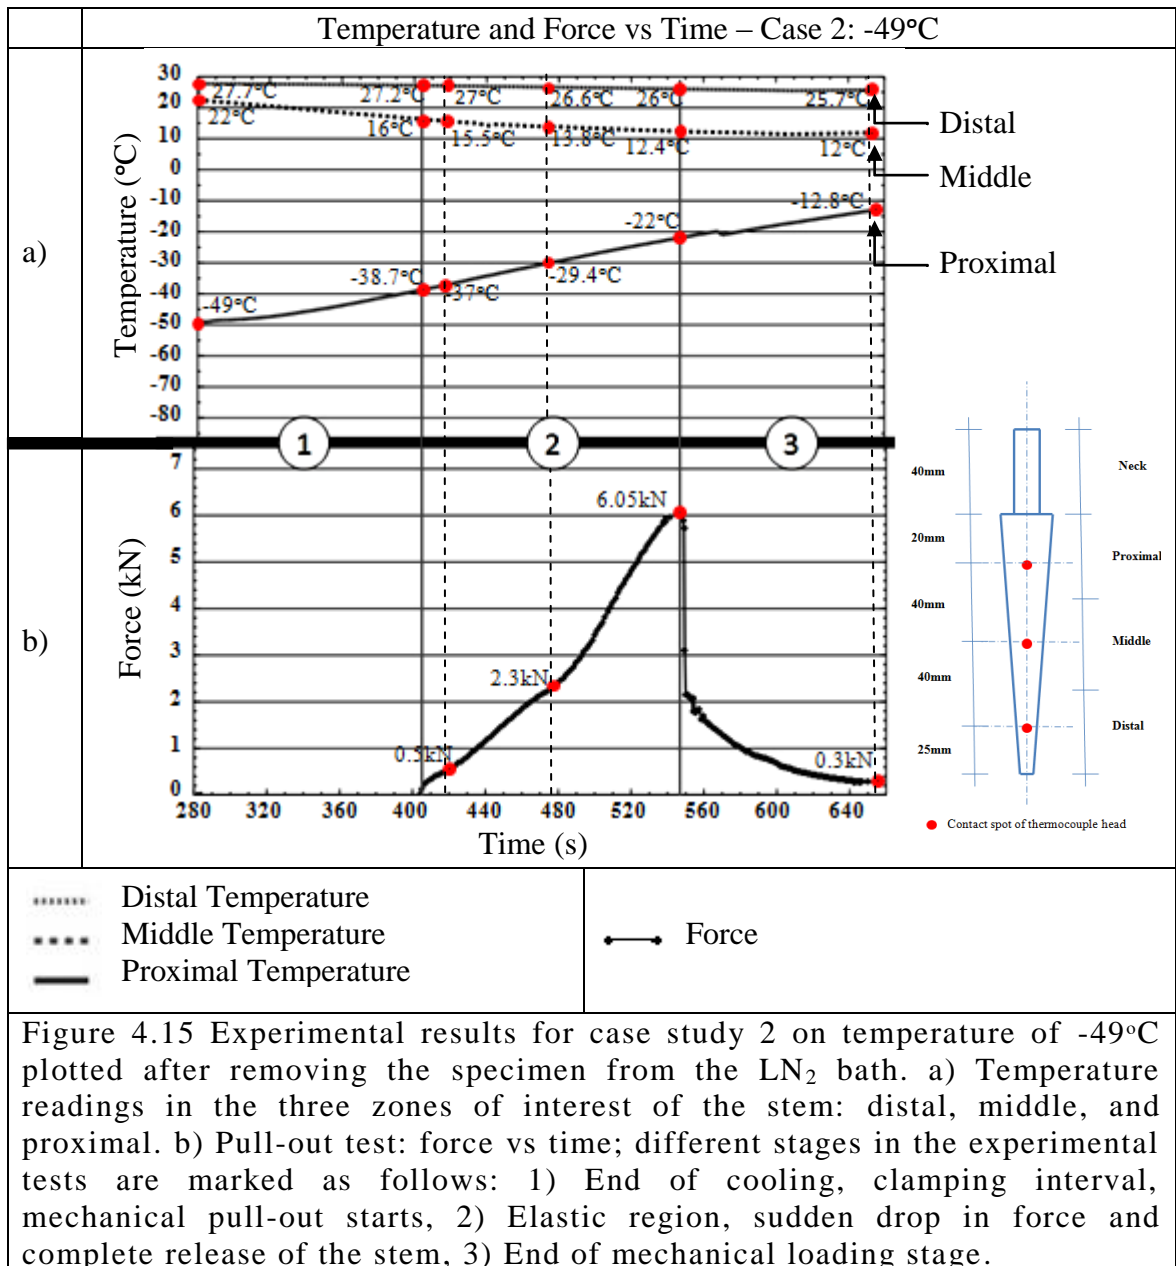 Temperature and Force vs Time – Case 2: -49°C
a)
Temperature (°C)
30
20
10
0
-10
-20
-30
-40
-50
-60
-70
-80
27.7°C
27.2°C
27°C
26.6°C
26°C
25.7°C
22°C
16°C
15.5°C
13.8°C
12.4°C
12°C
-49°C
-38.7°C
-37°C
-29.4°C
-22°C
-12.8°C
Distal
Middle
Proximal
1
2
3
b)
Force (kN)
7
6
5
4
3
2
1
0
0.5kN
2.3kN
6.05kN
0.3kN
280 340 400 440 480 520 560 600 640
Time (s)
40mm
Neck
20mm
Proximal
40mm
Middle
40mm
Distal
25mm
Contact spot of thermocouple head
Distal Temperature
Middle Temperature
Proximal Temperature
Force
Figure 4.15 Experimental results for case study 2 on temperature of -49°C
plotted after removing the specimen from the LN₂ bath. a) Temperature
readings in the three zones of interest of the stem: distal, middle, and
proximal. b) Pull-out test: force vs time; different stages in the experimental
tests are marked as follows: 1) End of cooling, clamping interval,
mechanical pull-out starts, 2) Elastic region, sudden drop in force and
complete release of the stem, 3) End of mechanical loading stage.